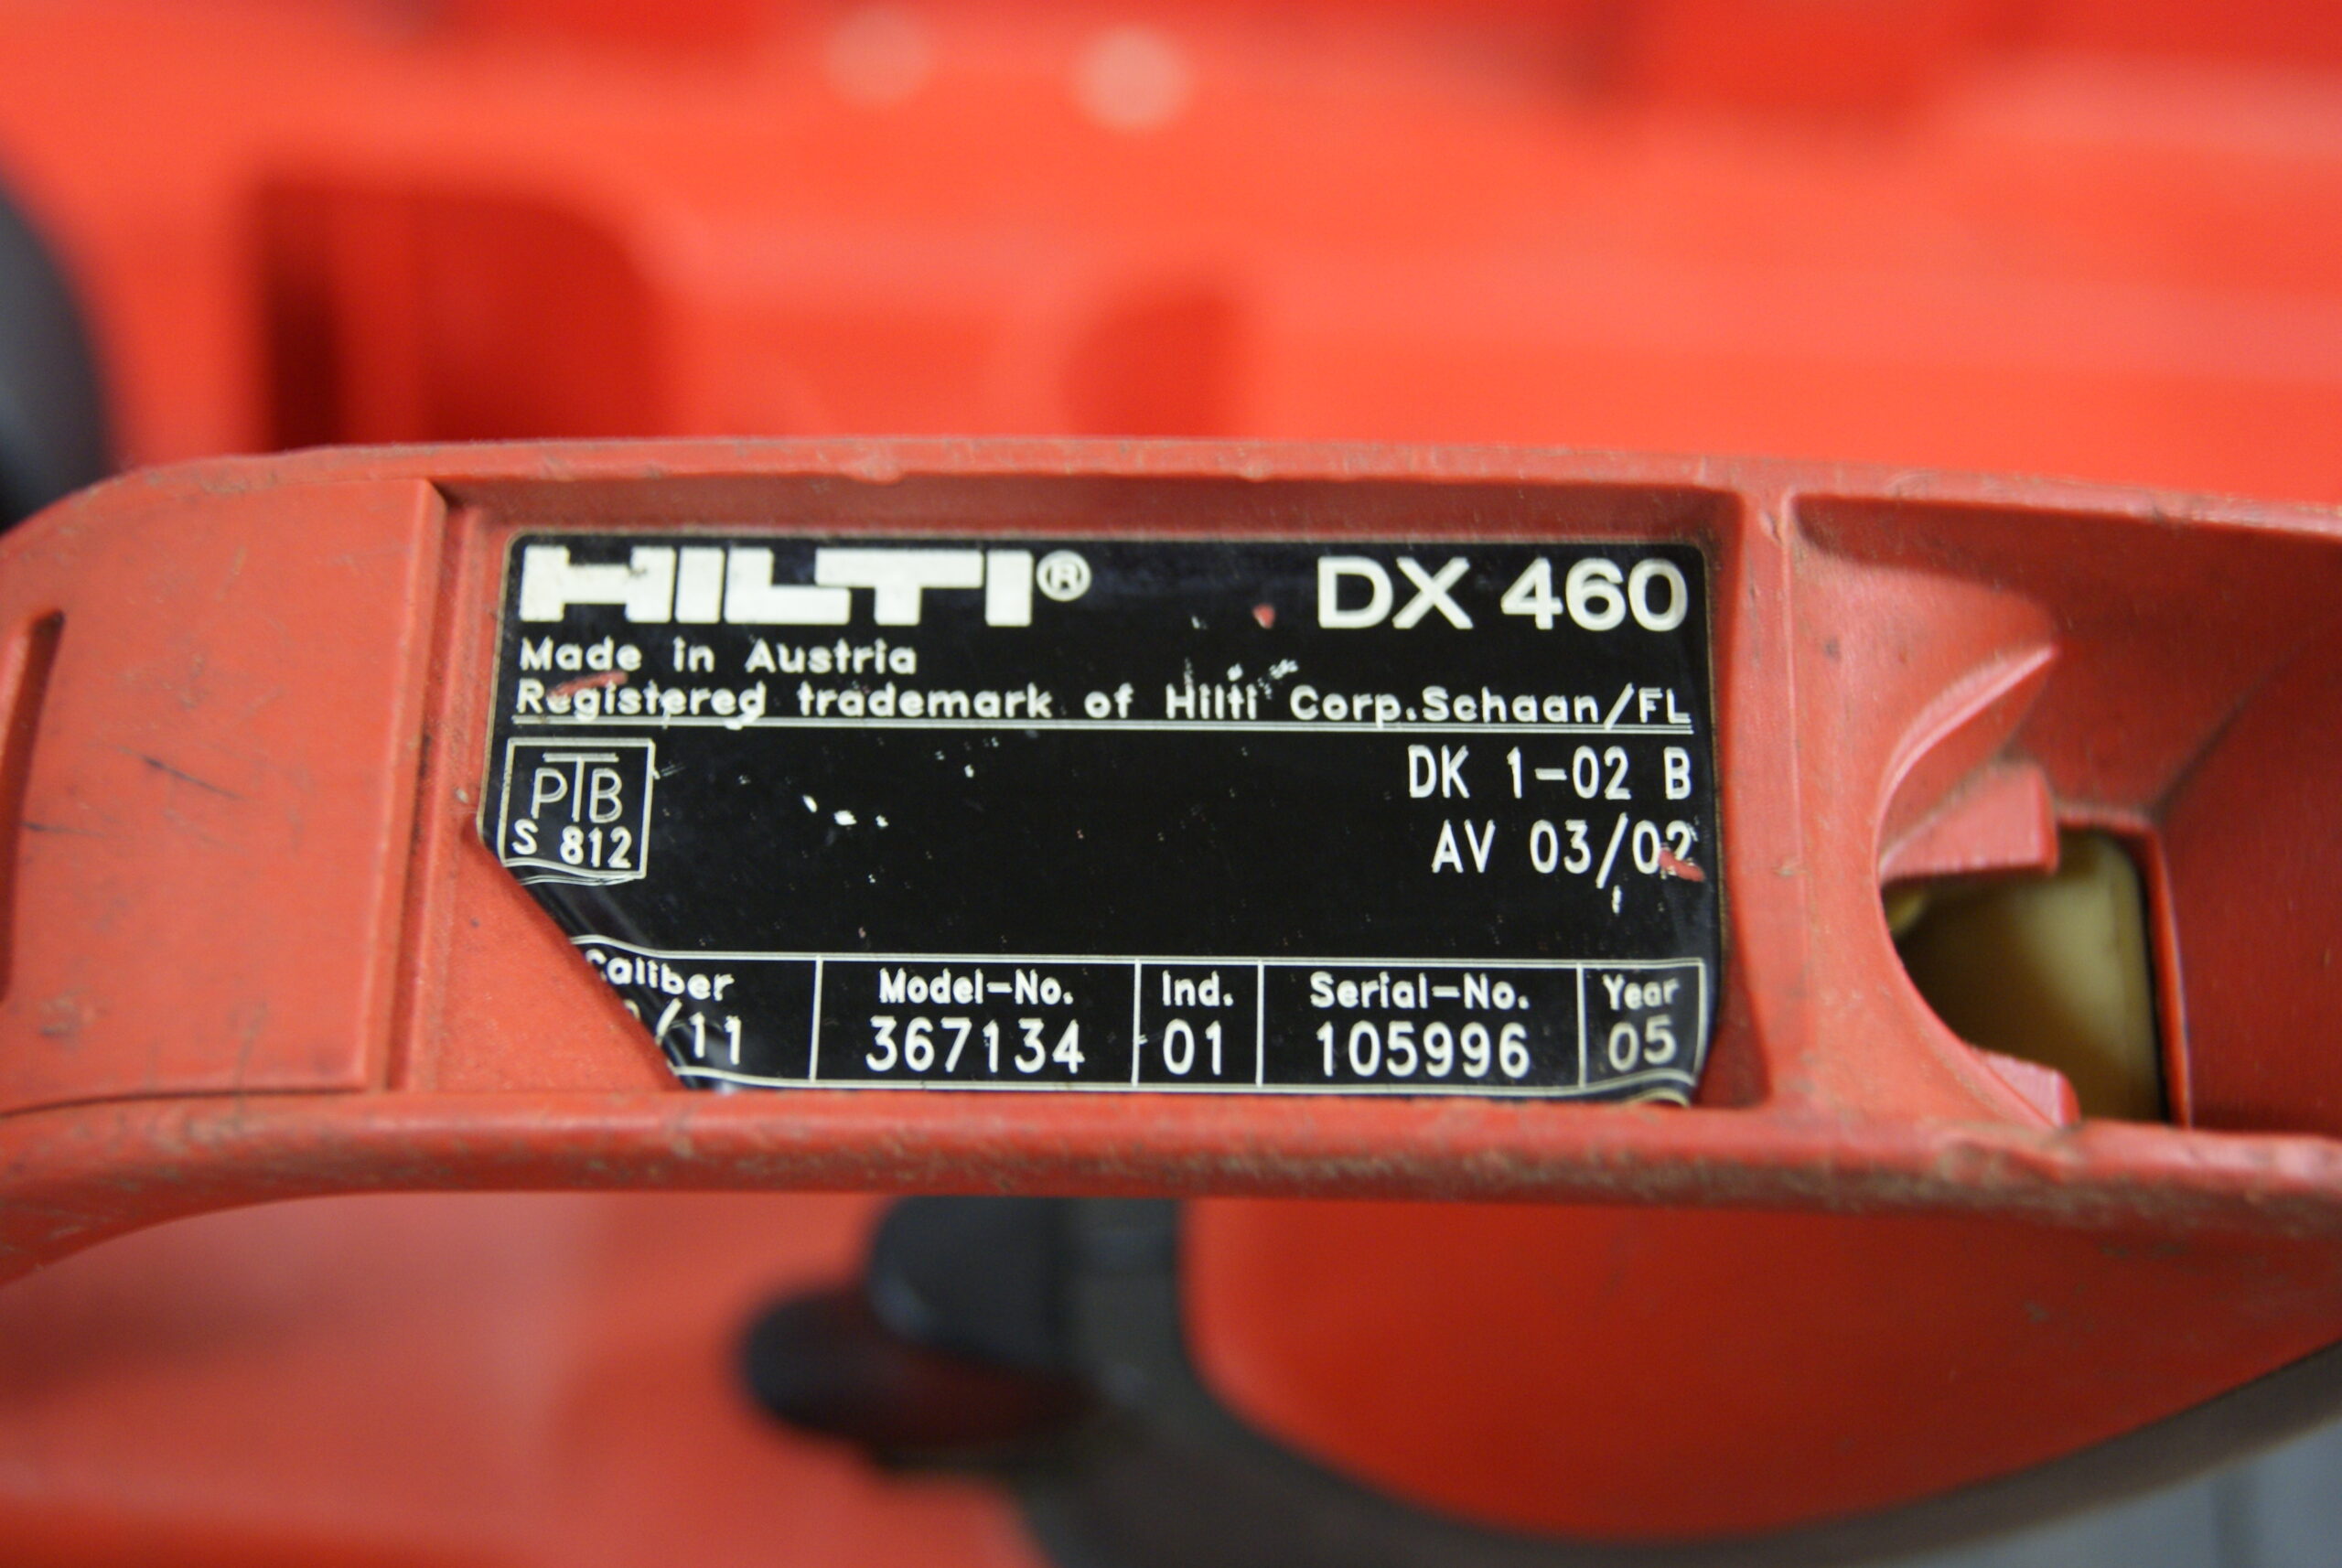 HILTI® DX 460
Made in Austria
Registered trademark of Hilti Corp.Schaan/FL
PTB DK 1-02 B
S 812 AV 03/02
Caliber Model-No. Ind. Serial-No. Year
/11 367134 01 105996 05